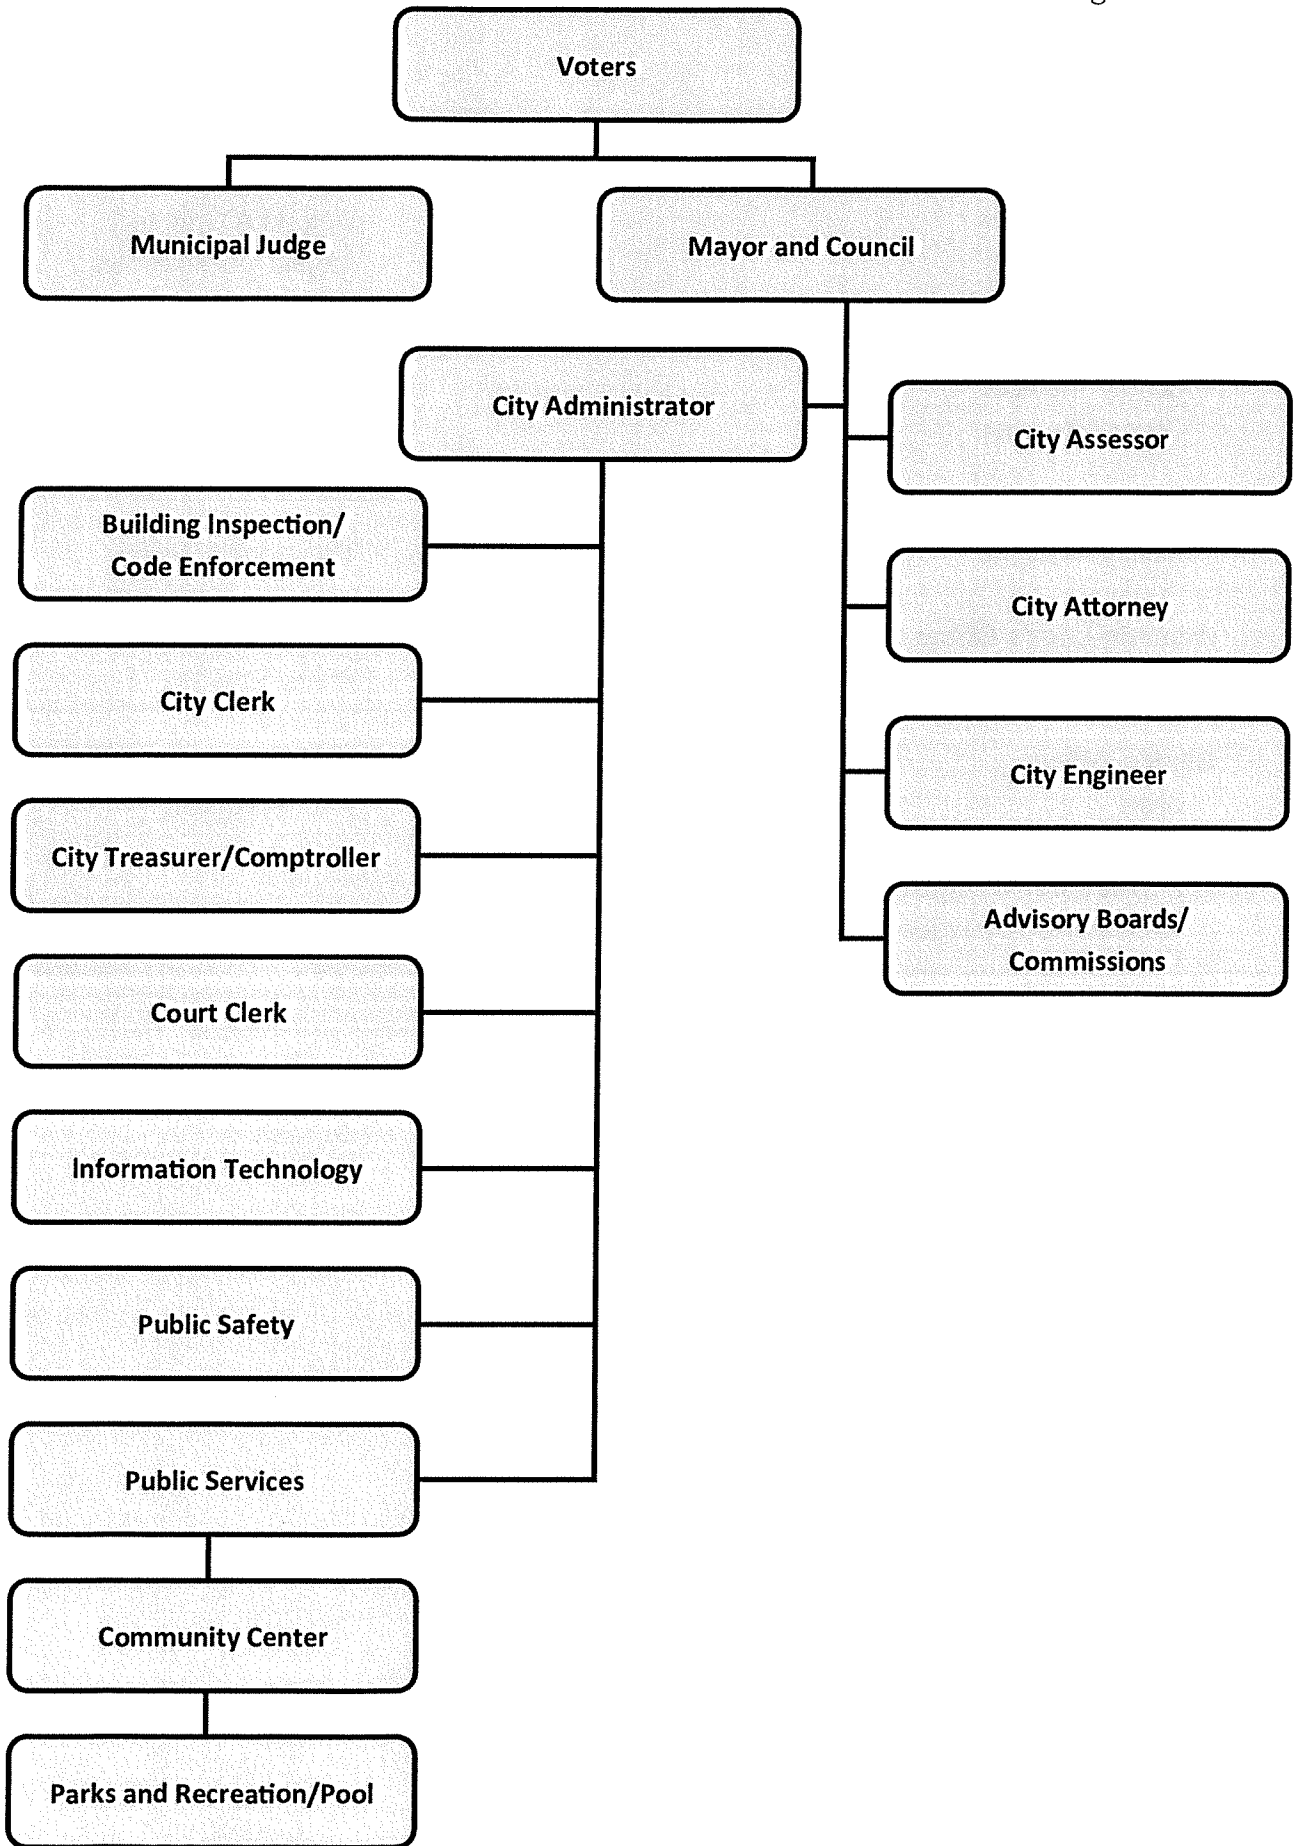 Voters
Municipal Judge
Mayor and Council
City Administrator
City Assessor
Building Inspection/
Code Enforcement
City Attorney
City Clerk
City Engineer
City Treasurer/Comptroller
Advisory Boards/
Commissions
Court Clerk
Information Technology
Public Safety
Public Services
Community Center
Parks and Recreation/Pool